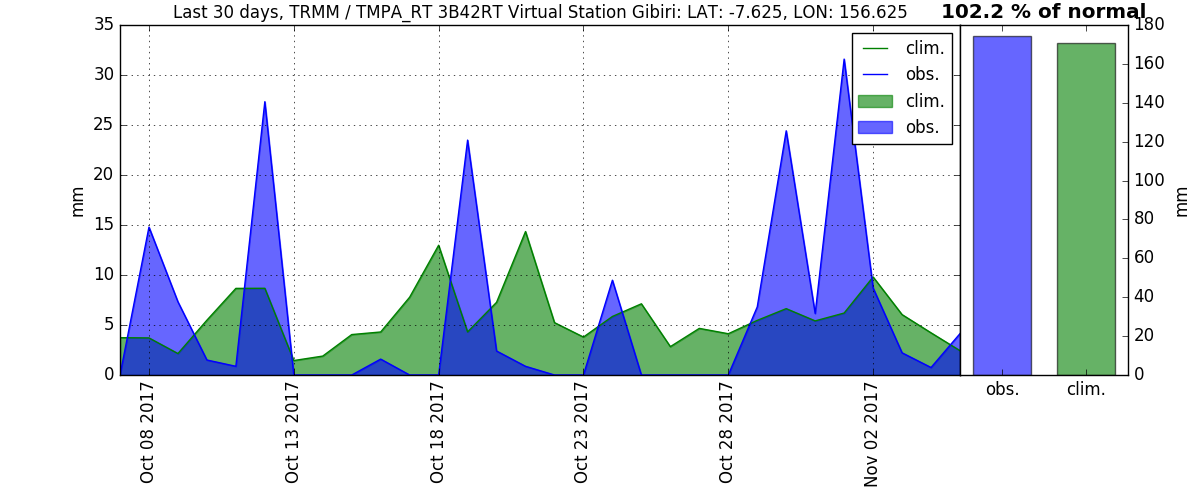 Last 30 days, TRMM / TMPA_RT 3B42RT Virtual Station Gibiri: LAT: -7.625, LON: 156.625
102.2 % of normal
35
30
25
20
15
10
5
0
mm
clim.
obs.
clim.
obs.
180
160
140
120
100
80
60
40
20
0
mm
obs.
clim.
Oct 08 2017
Oct 13 2017
Oct 18 2017
Oct 23 2017
Oct 28 2017
Nov 02 2017